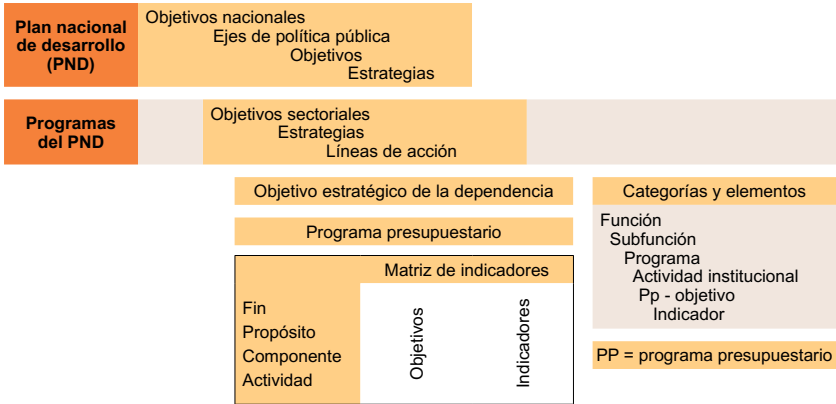 Plan nacional
de desarrollo
(PND)
Objetivos nacionales
Ejes de política pública
Objetivos
Estrategias
Programas
del PND
Objetivos sectoriales
Estrategias
Líneas de acción
Objetivo estratégico de la dependencia
Programa presupuestario
Matriz de indicadores
Fin
Propósito
Componente
Actividad
Objetivos
Indicadores
Categorías y elementos
Función
Subfunción
Programa
Actividad institucional
Pp - objetivo
Indicador
PP = programa presupuestario